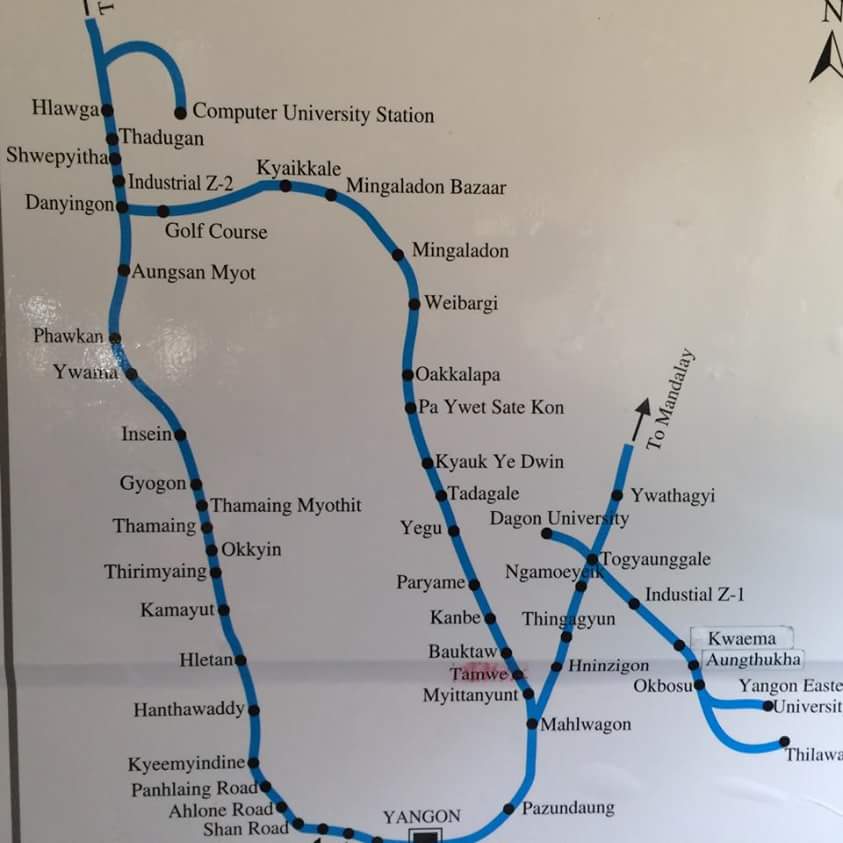 T
N
Hlawga
Computer University Station
Thadugan
Shwepyitha
Kyaikkale
Industrial Z-2
Mingaladon Bazaar
Danyingon
Golf Course
Mingaladon
Aungsan Myot
Weibargi
Phawkan
Ywama
Oakkalapa
To Mandalay
Pa Ywet Sate Kon
Insein
Kyauk Ye Dwin
Gyogon
Tadagale
Ywathagyi
Thamaing Myothit
Dagon University
Thamaing
Yegu
Okkyin
Togyaunggale
Thirimyaing
Ngamoeyeik
Paryame
Industial Z-1
Kamayut
Kanbe
Thingagyun
Kwaema
Bauktaw
Hletan
Aungthukha
Hninzigon
Tamwe
Okbosu
Yangon Easte
Myittanyunt
Universit
Hanthawaddy
Mahlwagon
Thilawa
Kyeemyindine
Panhlaing Road
Ahlone Road
Pazundaung
YANGON
Shan Road